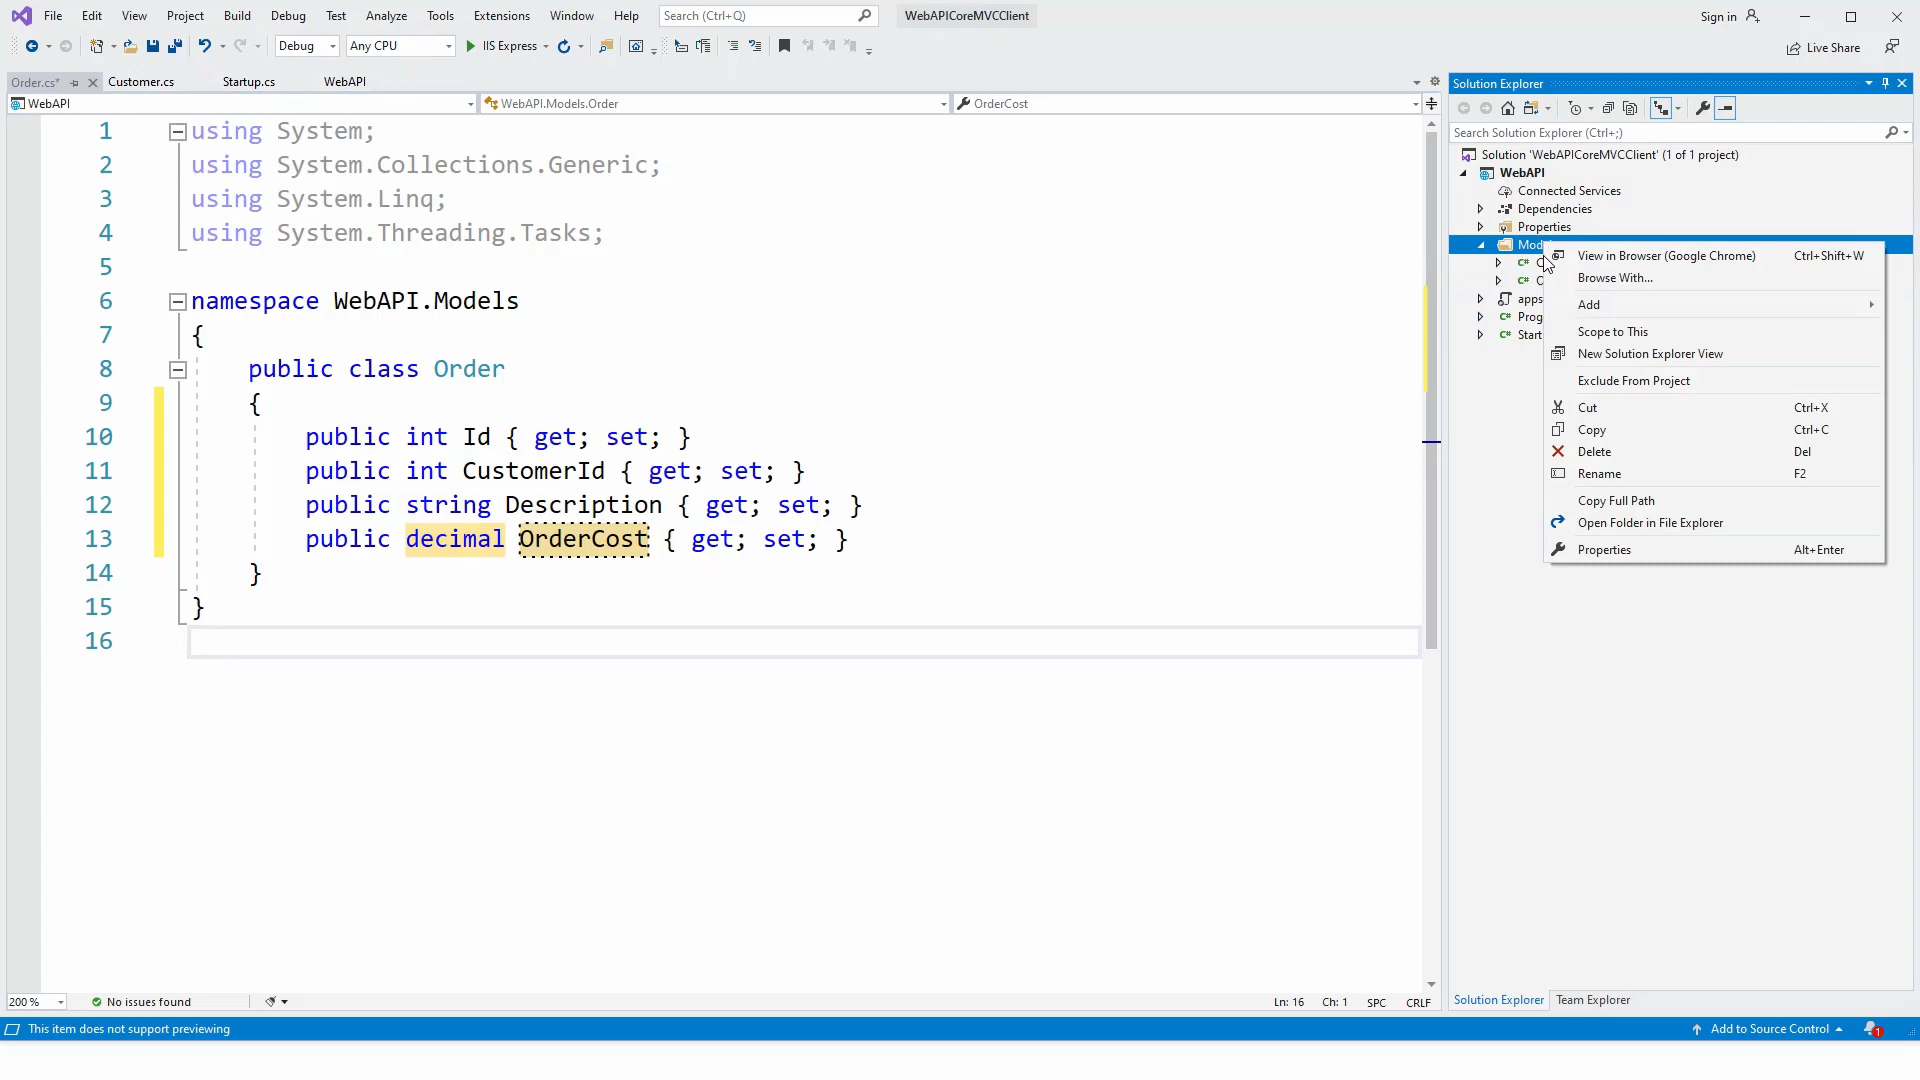 File Edit View Project Build Debug Test Analyze Tools Extensions Window Help Search (Ctrl+Q) WebAPICoreMVCClient Sign in
Debug Any CPU IIS Express Live Share
Order.cs* Customer.cs Startup.cs WebAPI
WebAPI WebAPI.Models.Order OrderCost
1 using System;
2 using System.Collections.Generic;
3 using System.Linq;
4 using System.Threading.Tasks;
5
6 namespace WebAPI.Models
7 {
8 public class Order
9 {
10 public int Id { get; set; }
11 public int CustomerId { get; set; }
12 public string Description { get; set; }
13 public decimal OrderCost { get; set; }
14 }
15 }
16
200 % No issues found Ln: 16 Ch: 1 SPC CRLF
Solution Explorer
Search Solution Explorer (Ctrl+;)
Solution 'WebAPICoreMVCClient' (1 of 1 project)
WebAPI
Connected Services
Dependencies
Properties
Mod
C# C
C# O
apps
C# Prog
C# Start
View in Browser (Google Chrome) Ctrl+Shift+W
Browse With...
Add
Scope to This
New Solution Explorer View
Exclude From Project
Cut Ctrl+X
Copy Ctrl+C
Delete Del
Rename F2
Copy Full Path
Open Folder in File Explorer
Properties Alt+Enter
Solution Explorer Team Explorer
This item does not support previewing Add to Source Control 1